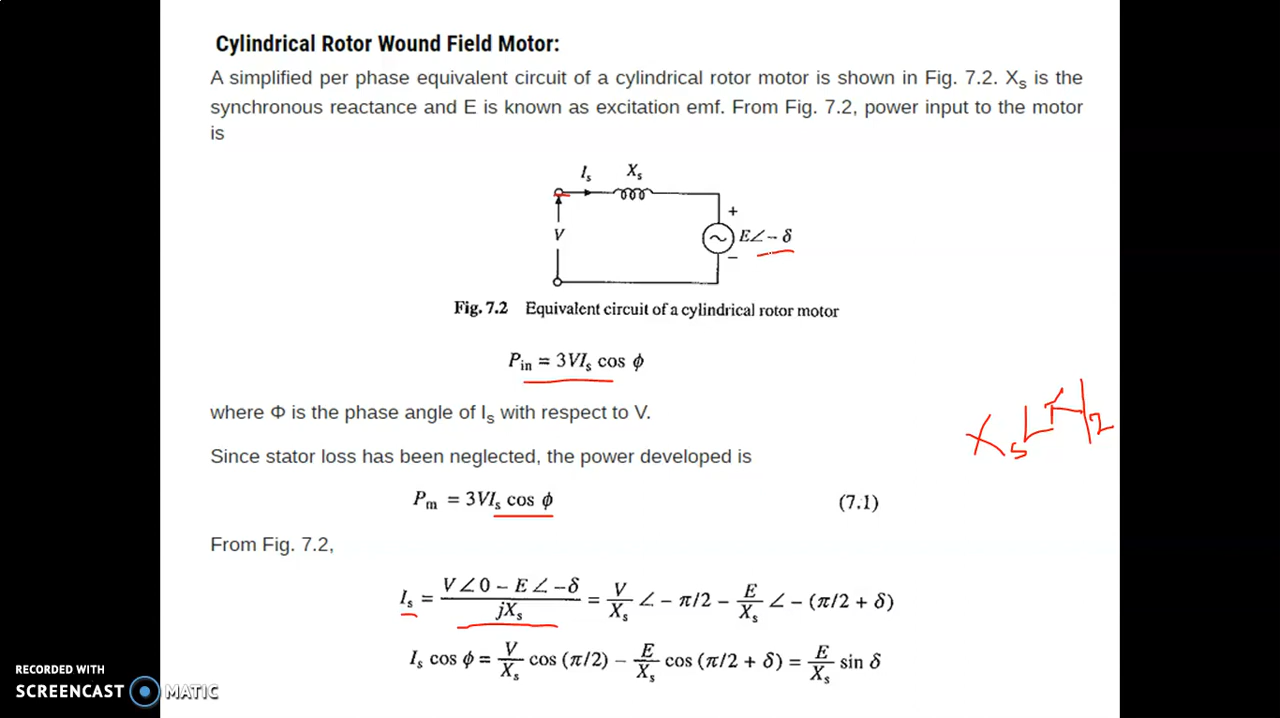 Cylindrical Rotor Wound Field Motor:
A simplified per phase equivalent circuit of a cylindrical rotor motor is shown in Fig. 7.2. Xs is the
synchronous reactance and E is known as excitation emf. From Fig. 7.2, power input to the motor
is
Is Xs
+
V E∠−δ
−
Fig. 7.2 Equivalent circuit of a cylindrical rotor motor
Pin = 3VIs cos ϕ
where Φ is the phase angle of Is with respect to V.
Xs∠π/2
Since stator loss has been neglected, the power developed is
Pm = 3VIs cos ϕ (7.1)
From Fig. 7.2,
Is = V∠0 − E∠−δ / jXs = V/Xs ∠ − π/2 − E/Xs ∠ − (π/2 + δ)
Is cos ϕ = V/Xs cos (π/2) − E/Xs cos (π/2 + δ) = E/Xs sin δ
RECORDED WITH
SCREENCAST MATIC